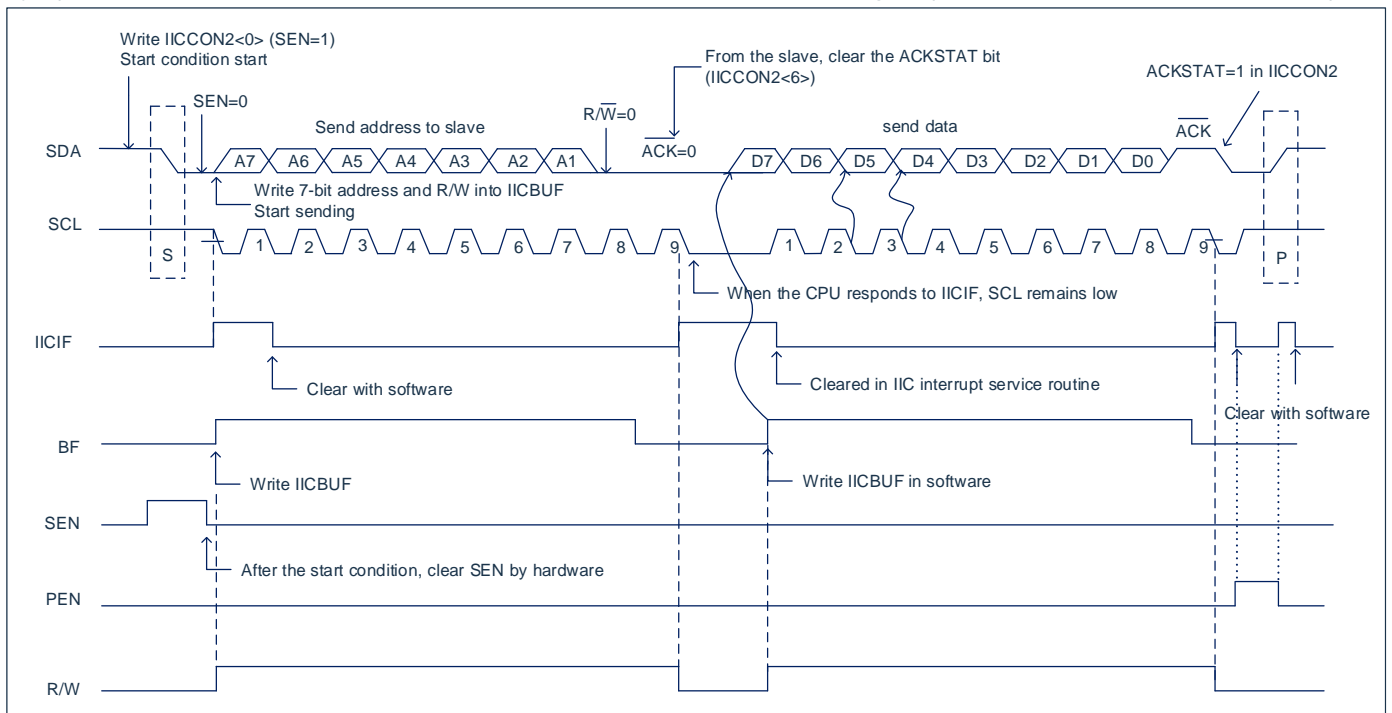 Write IICCON2<0> (SEN=1)
Start condition start
From the slave, clear the ACKSTAT bit
(IICCON2<6>)
ACKSTAT=1 in IICCON2
SEN=0
R/W̅=0
Send address to slave
send data
A̅C̅K̅=0
A̅C̅K̅
SDA
A7 A6 A5 A4 A3 A2 A1 D7 D6 D5 D4 D3 D2 D1 D0
Write 7-bit address and R/W into IICBUF
Start sending
SCL
S 1 2 3 4 5 6 7 8 9 1 2 3 4 5 6 7 8 9 P
When the CPU responds to IICIF, SCL remains low
IICIF
Clear with software
Cleared in IIC interrupt service routine
Clear with software
BF
Write IICBUF
Write IICBUF in software
SEN
After the start condition, clear SEN by hardware
PEN
R/W